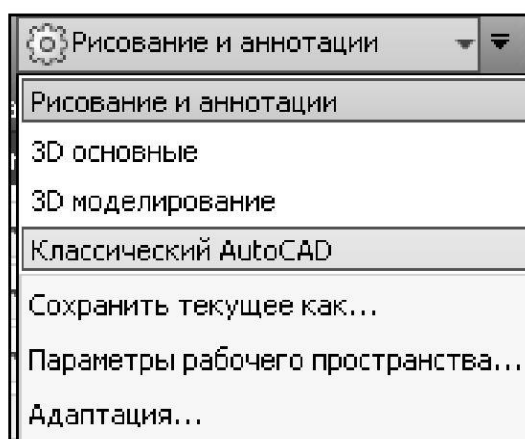 Рисование и аннотации
Рисование и аннотации
3D основные
3D моделирование
Классический AutoCAD
Сохранить текущее как...
Параметры рабочего пространства...
Адаптация...